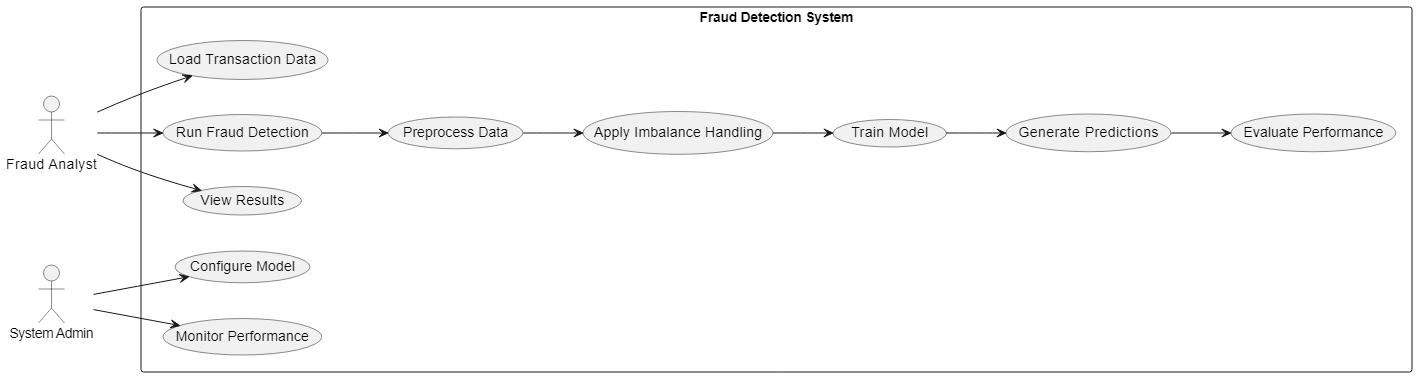 Fraud Detection System
Load Transaction Data
Run Fraud Detection
Preprocess Data
Apply Imbalance Handling
Train Model
Generate Predictions
Evaluate Performance
Fraud Analyst
View Results
Configure Model
System Admin
Monitor Performance